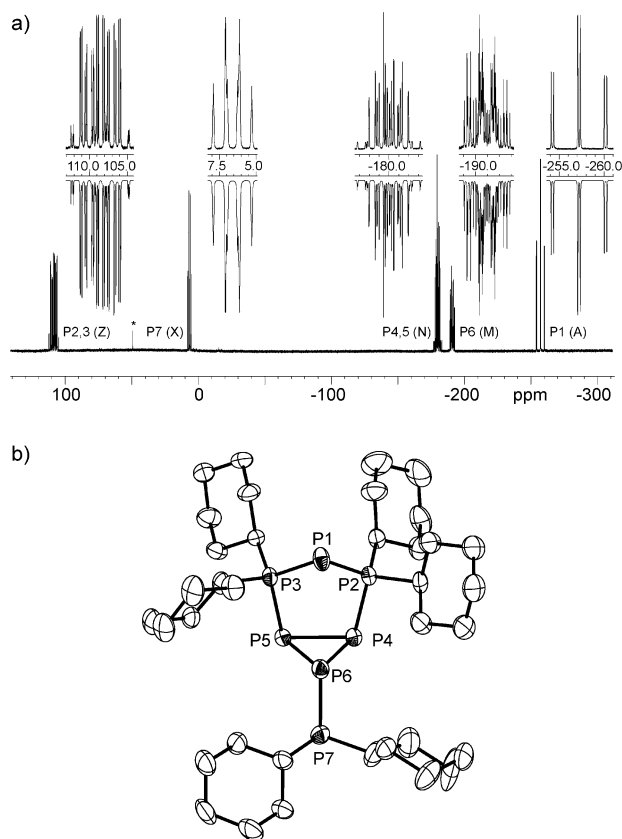 a)
110.0 105.0 7.5 5.0 -180.0 -190.0 -255.0 -260.0
P2,3 (Z) * P7 (X) P4,5 (N) P6 (M) P1 (A)
100 0 -100 -200 ppm -300
b)
P1
P3 P2
P5 P4
P6
P7